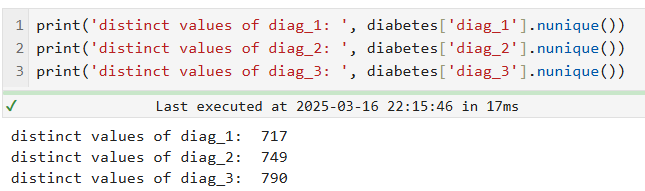 1 print('distinct values of diag_1: ', diabetes['diag_1'].nunique())
2 print('distinct values of diag_2: ', diabetes['diag_2'].nunique())
3 print('distinct values of diag_3: ', diabetes['diag_3'].nunique())
✓ Last executed at 2025-03-16 22:15:46 in 17ms
distinct values of diag_1:  717
distinct values of diag_2:  749
distinct values of diag_3:  790